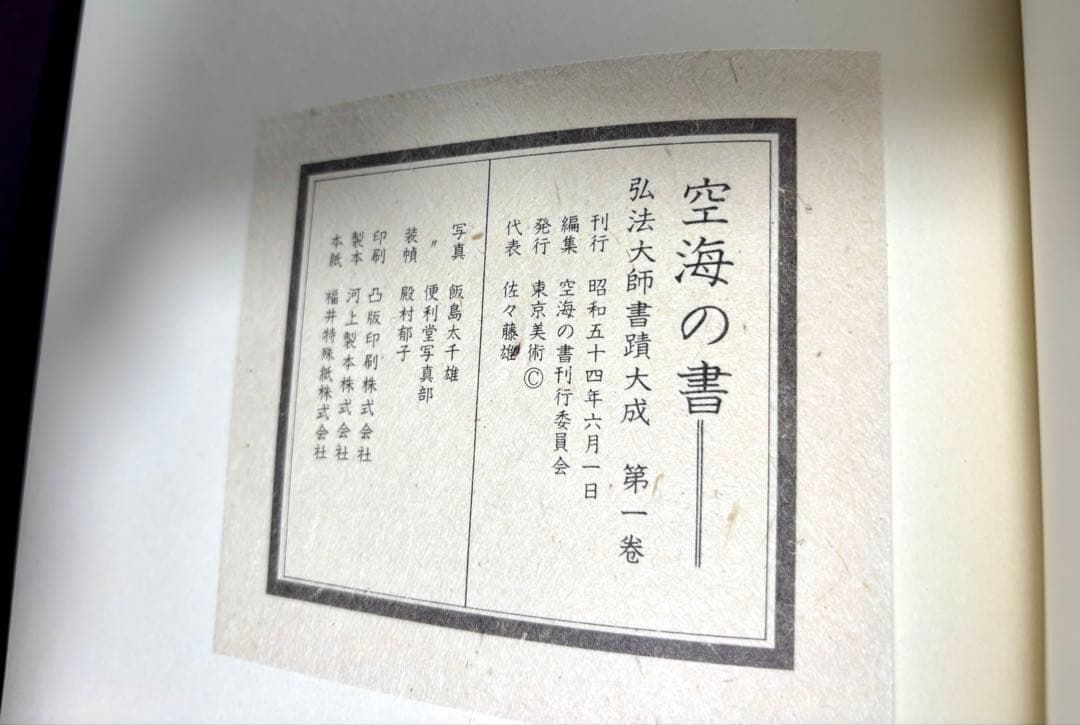 空海の書
弘法大師書蹟大成　第一巻
刊行　昭和五十四年六月一日
編集　空海の書刊行委員会
発行　東京美術Ⓒ
代表　佐々藤雄
写真　飯島太千雄
〃　便利堂写真部
装幀　殿村郁子
印刷　凸版印刷株式会社
製本　河上製本株式会社
本紙　福井特殊紙株式会社